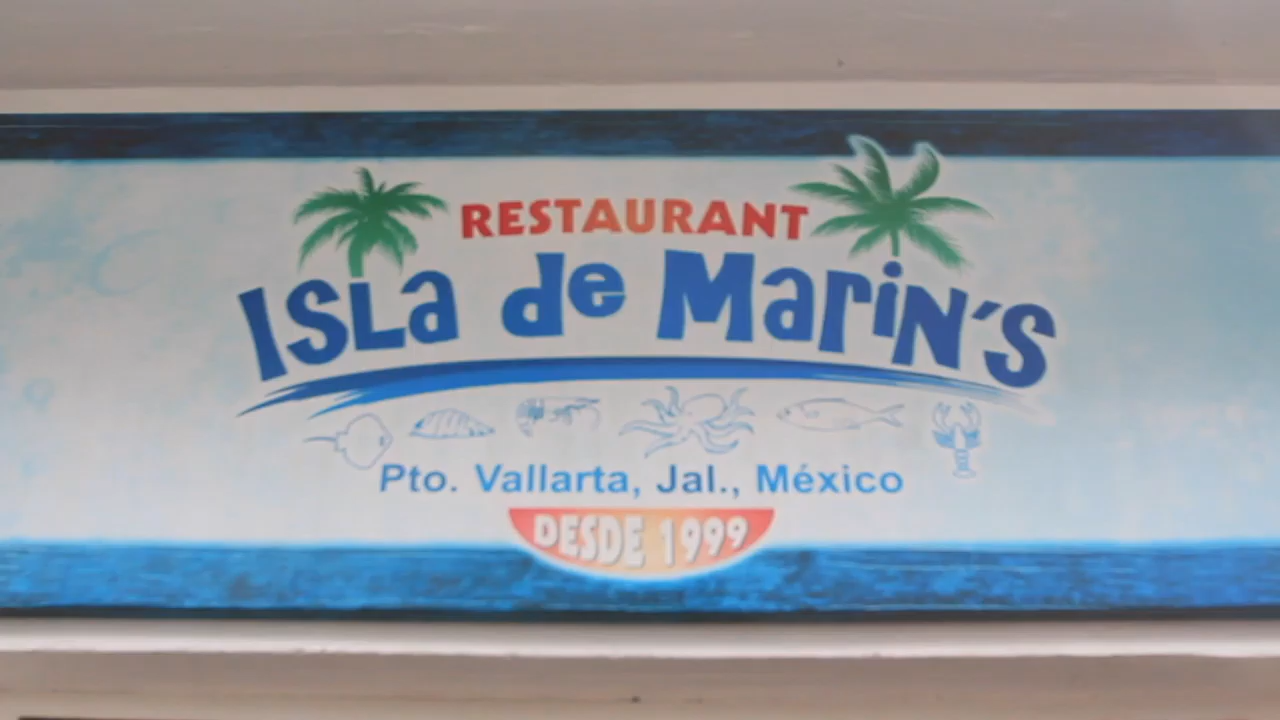 RESTAURANT
ISLa de MariN'S
Pto. Vallarta, Jal., México
DESDE 1999